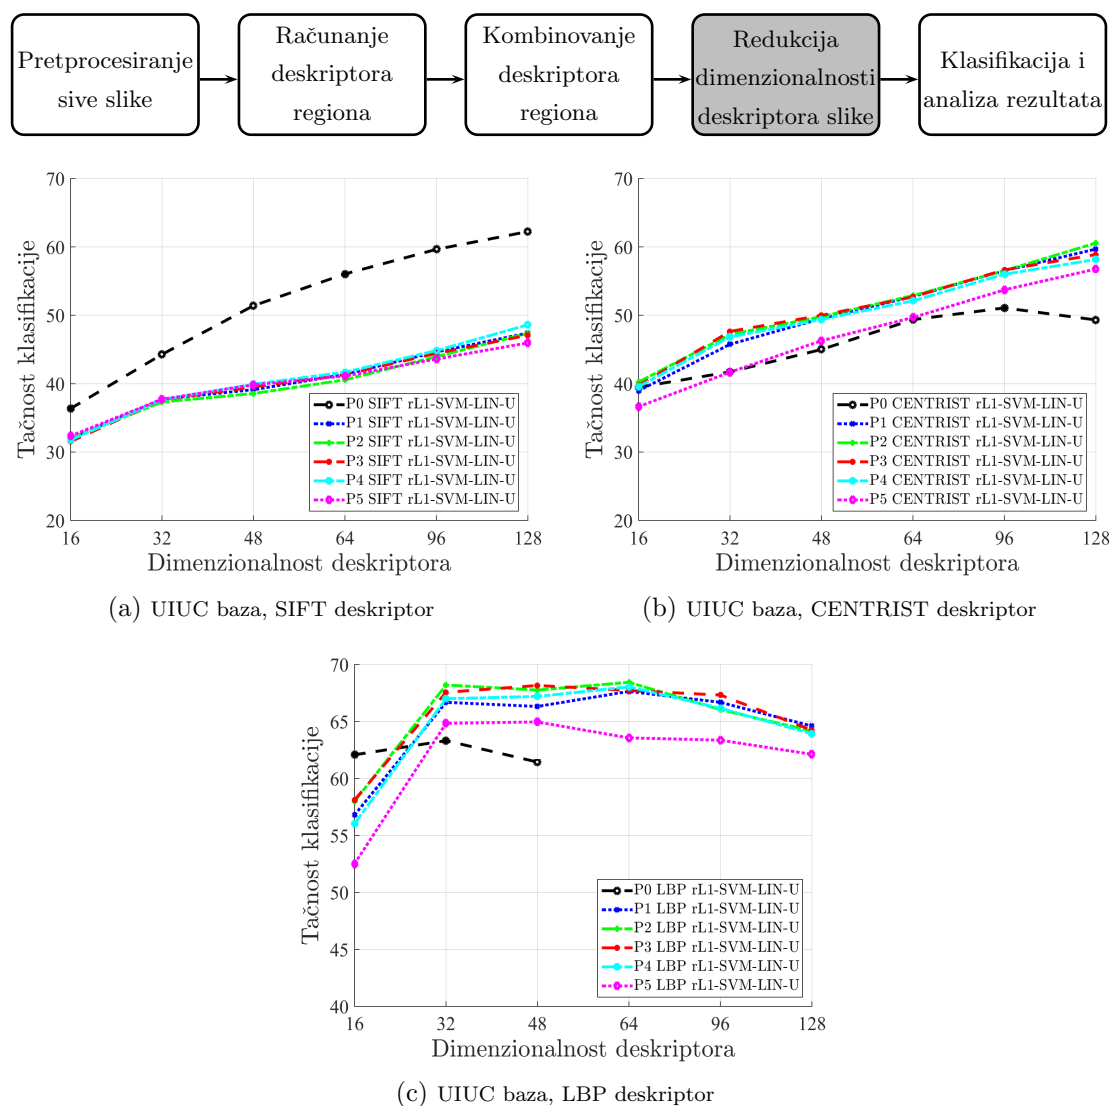 Pretprocesiranje
sive slike
Računanje
deskriptora
regiona
Kombinovanje
deskriptora
regiona
Redukcija
dimenzionalnosti
deskriptora slike
Klasifikacija i
analiza rezultata
70
60
50
40
30
20
Tačnost klasifikacije
P0 SIFT rL1-SVM-LIN-U
P1 SIFT rL1-SVM-LIN-U
P2 SIFT rL1-SVM-LIN-U
P3 SIFT rL1-SVM-LIN-U
P4 SIFT rL1-SVM-LIN-U
P5 SIFT rL1-SVM-LIN-U
16 32 48 64 96 128
Dimenzionalnost deskriptora
(a) UIUC baza, SIFT deskriptor
70
60
50
40
30
20
Tačnost klasifikacije
P0 CENTRIST rL1-SVM-LIN-U
P1 CENTRIST rL1-SVM-LIN-U
P2 CENTRIST rL1-SVM-LIN-U
P3 CENTRIST rL1-SVM-LIN-U
P4 CENTRIST rL1-SVM-LIN-U
P5 CENTRIST rL1-SVM-LIN-U
16 32 48 64 96 128
Dimenzionalnost deskriptora
(b) UIUC baza, CENTRIST deskriptor
70
65
60
55
50
45
40
Tačnost klasifikacije
P0 LBP rL1-SVM-LIN-U
P1 LBP rL1-SVM-LIN-U
P2 LBP rL1-SVM-LIN-U
P3 LBP rL1-SVM-LIN-U
P4 LBP rL1-SVM-LIN-U
P5 LBP rL1-SVM-LIN-U
16 32 48 64 96 128
Dimenzionalnost deskriptora
(c) UIUC baza, LBP deskriptor